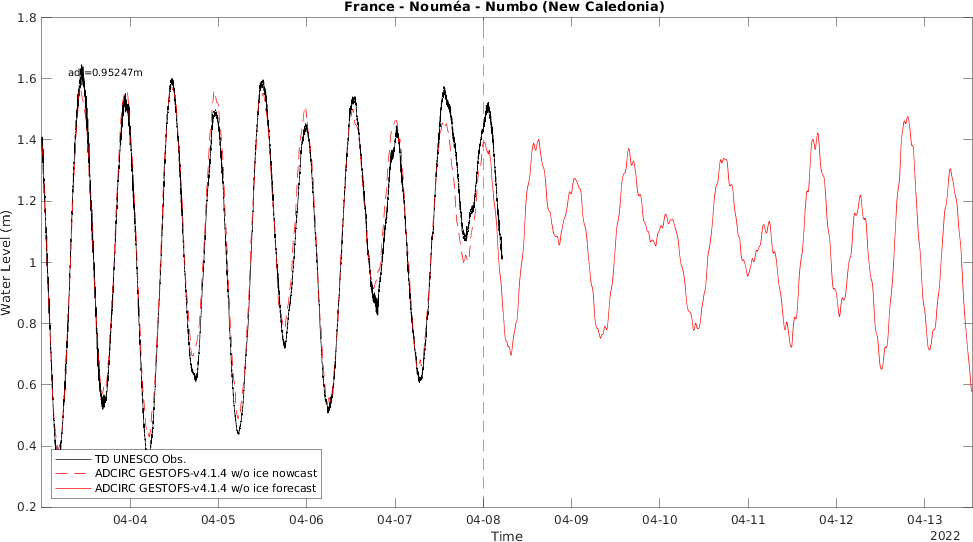 France - Nouméa - Numbo (New Caledonia)
1.8
1.6
1.4
1.2
1
0.8
0.6
0.4
0.2
Water Level (m)
=0.95247m
TD UNESCO Obs.
ADCIRC GESTOFS-v4.1.4 w/o ice nowcast
ADCIRC GESTOFS-v4.1.4 w/o ice forecast
04-04 04-05 04-06 04-07 04-08 04-09 04-10 04-11 04-12 04-13
Time
2022